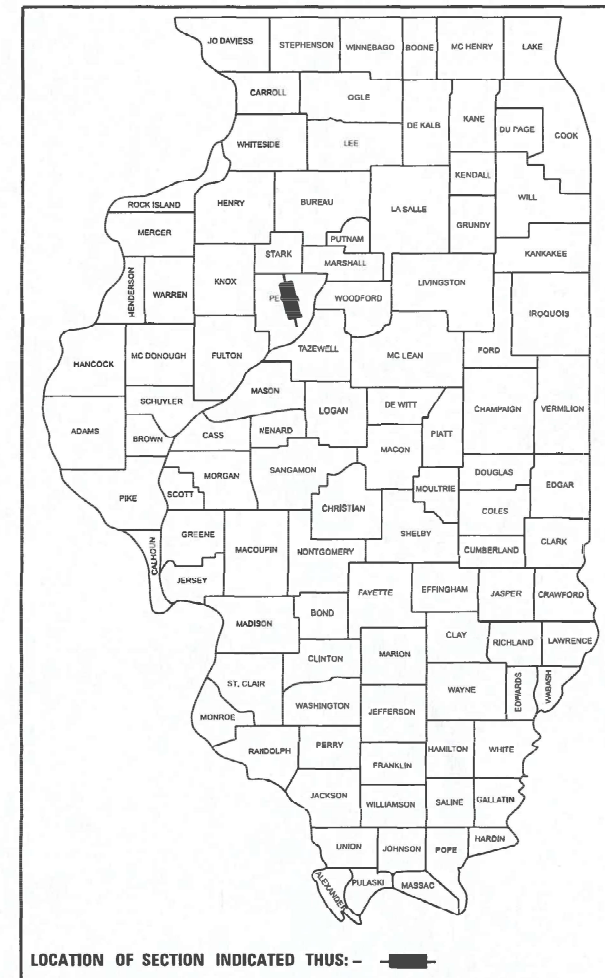 JO DAVIESS STEPHENSON WINNEBAGO BOONE MC HENRY LAKE
CARROLL OGLE DE KALB KANE DU PAGE COOK
WHITESIDE LEE KENDALL WILL
ROCK ISLAND HENRY BUREAU LA SALLE GRUNDY
MERCER PUTNAM KANKAKEE
STARK MARSHALL
HENDERSON WARREN KNOX PE WOODFORD LIVINGSTON IROQUOIS
HANCOCK MC DONOUGH FULTON TAZEWELL MC LEAN FORD
SCHUYLER MASON
ADAMS BROWN CASS MENARD LOGAN DE WITT PIATT CHAMPAIGN VERMILION
MACON
PIKE SCOTT MORGAN SANGAMON MOULTRIE DOUGLAS EDGAR
CHRISTIAN COLES
CALHOUN GREENE MACOUPIN MONTGOMERY SHELBY CUMBERLAND CLARK
JERSEY
FAYETTE EFFINGHAM JASPER CRAWFORD
MADISON BOND
CLAY RICHLAND LAWRENCE
CLINTON MARION
ST. CLAIR WAYNE EDWARDS WABASH
MONROE WASHINGTON JEFFERSON
RANDOLPH PERRY HAMILTON WHITE
FRANKLIN
JACKSON WILLIAMSON SALINE GALLATIN
UNION JOHNSON POPE HARDIN
ALEXANDER PULASKI MASSAC
LOCATION OF SECTION INDICATED THUS: –